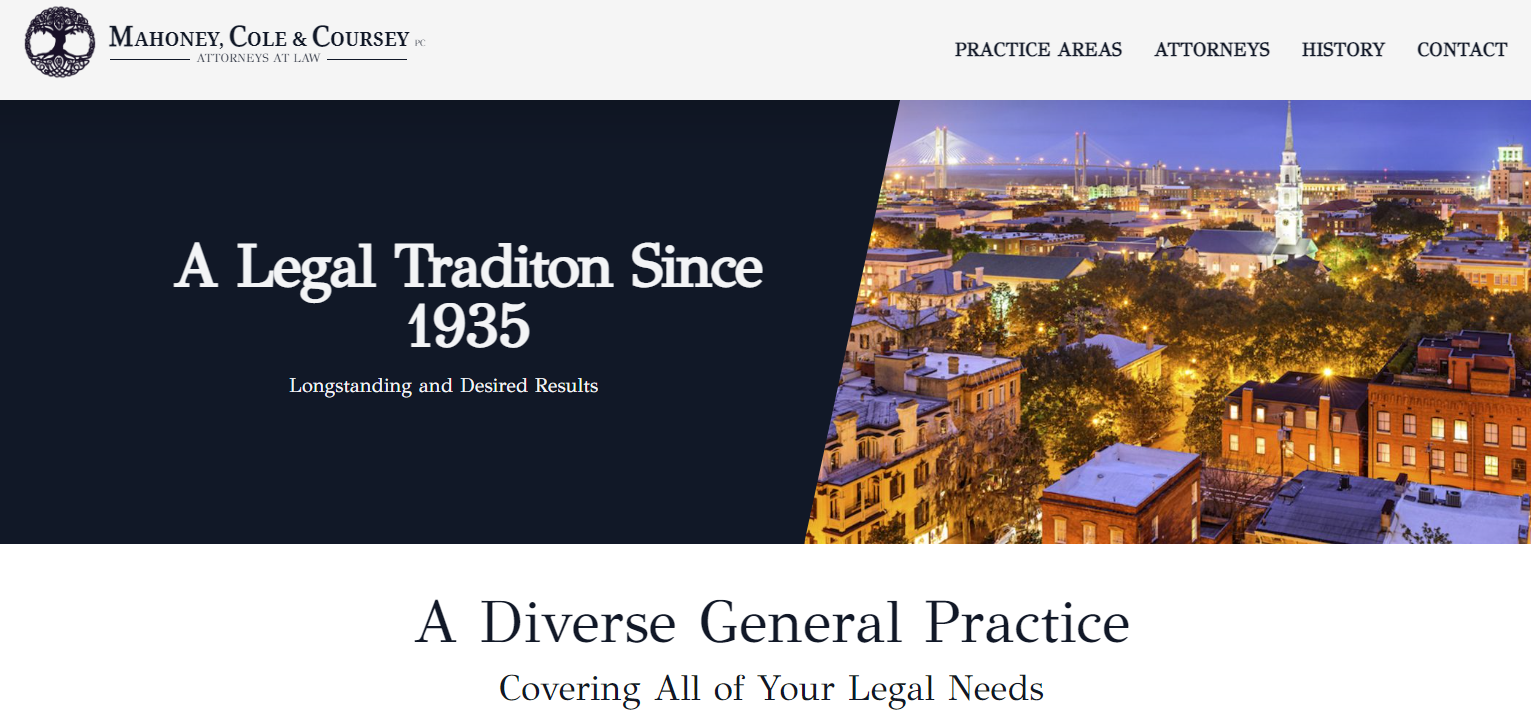 MAHONEY, COLE & COURSEY PC
ATTORNEYS AT LAW
PRACTICE AREAS ATTORNEYS HISTORY CONTACT
A Legal Traditon Since
1935
Longstanding and Desired Results
A Diverse General Practice
Covering All of Your Legal Needs